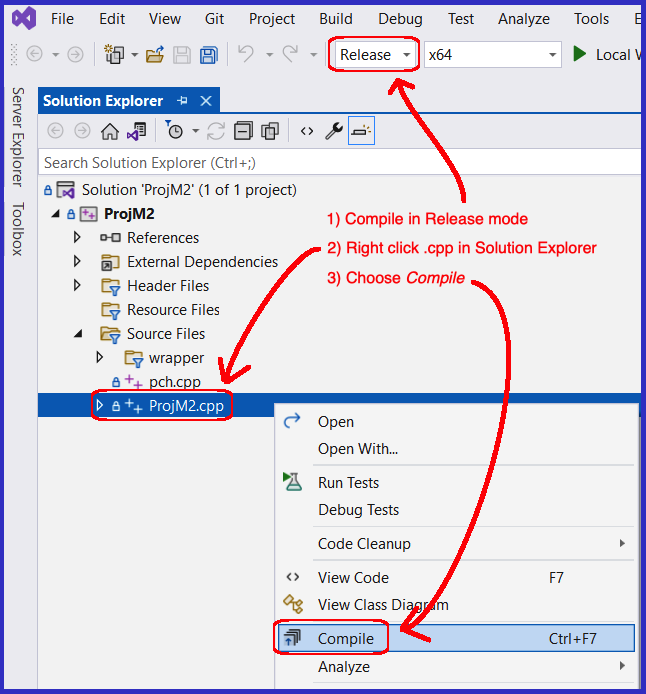 File Edit View Git Project Build Debug Test Analyze Tools
Release x64 Local
Server Explorer
Toolbox
Solution Explorer
Search Solution Explorer (Ctrl+;)
Solution 'ProjM2' (1 of 1 project)
ProjM2
1) Compile in Release mode
References
2) Right click .cpp in Solution Explorer
External Dependencies
3) Choose Compile
Header Files
Resource Files
Source Files
wrapper
pch.cpp
ProjM2.cpp
Open
Open With...
Run Tests
Debug Tests
Code Cleanup
View Code F7
View Class Diagram
Compile Ctrl+F7
Analyze